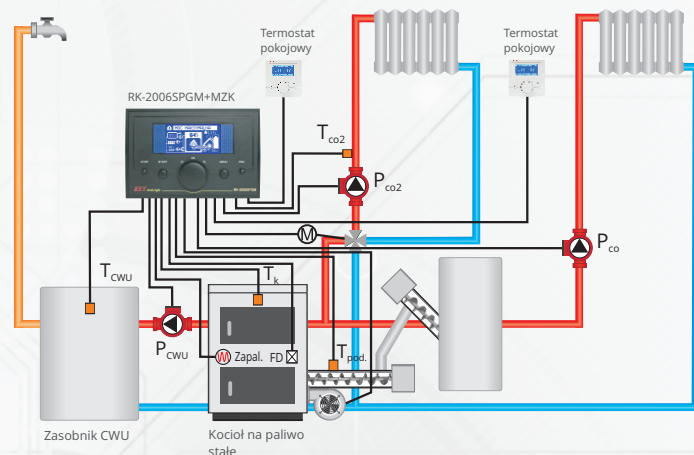 Termostat
pokojowy
Termostat
pokojowy
RK-2006SPGM+MZK
Tco2
Pco2
M
Pco
TCWU
Tk
PCWU
Zapal.
FD
Tpod.
Zasobnik CWU
Kocioł na paliwo
stałe